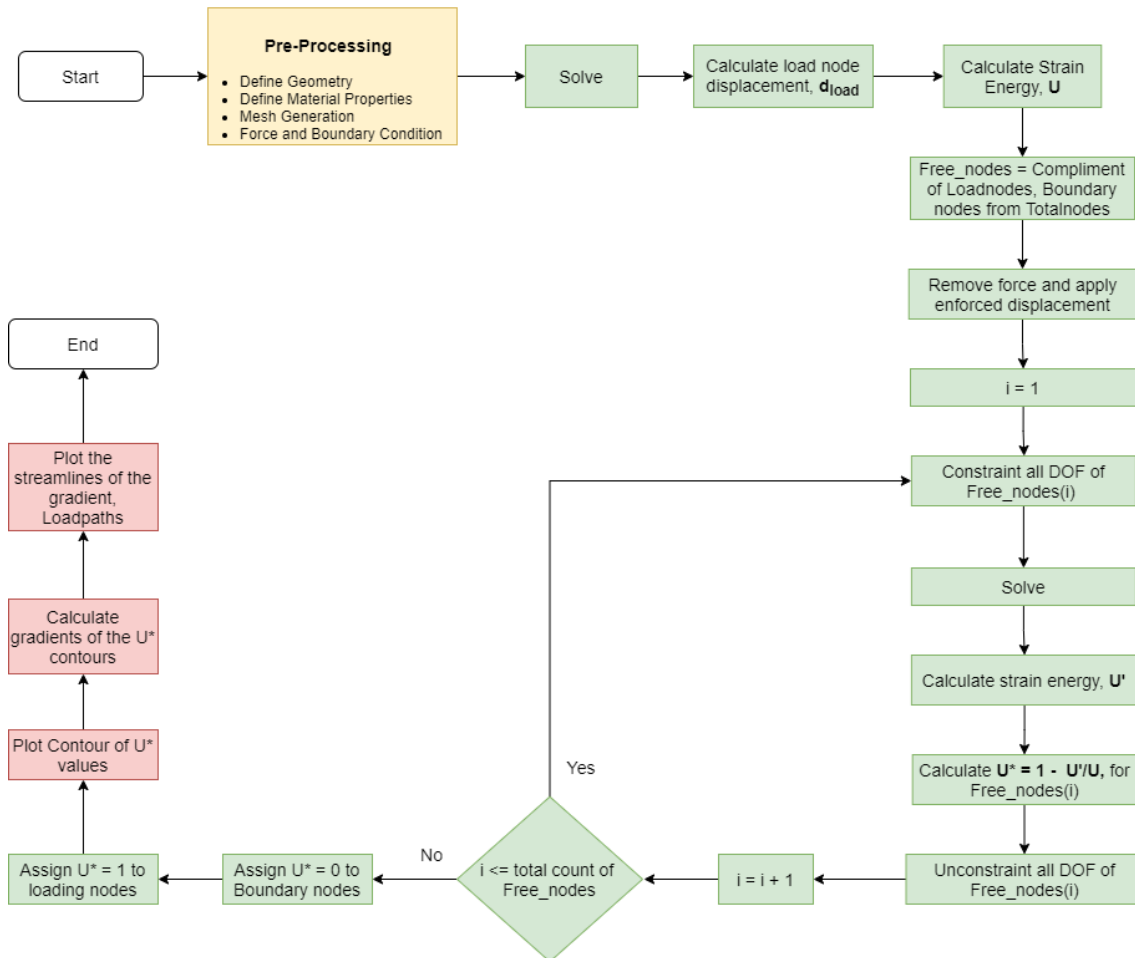 Start
Pre-Processing
• Define Geometry
• Define Material Properties
• Mesh Generation
• Force and Boundary Condition
Solve
Calculate load node
displacement, d_load
Calculate Strain
Energy, U
Free_nodes = Compliment
of Loadnodes, Boundary
nodes from Totalnodes
Remove force and apply
enforced displacement
i = 1
Constraint all DOF of
Free_nodes(i)
Solve
Calculate strain energy, U'
Calculate U* = 1 - U'/U, for
Free_nodes(i)
Unconstraint all DOF of
Free_nodes(i)
i = i + 1
i <= total count of
Free_nodes
Yes
No
Assign U* = 0 to
Boundary nodes
Assign U* = 1 to
loading nodes
Plot Contour of U*
values
Calculate
gradients of the U*
contours
Plot the
streamlines of the
gradient,
Loadpaths
End